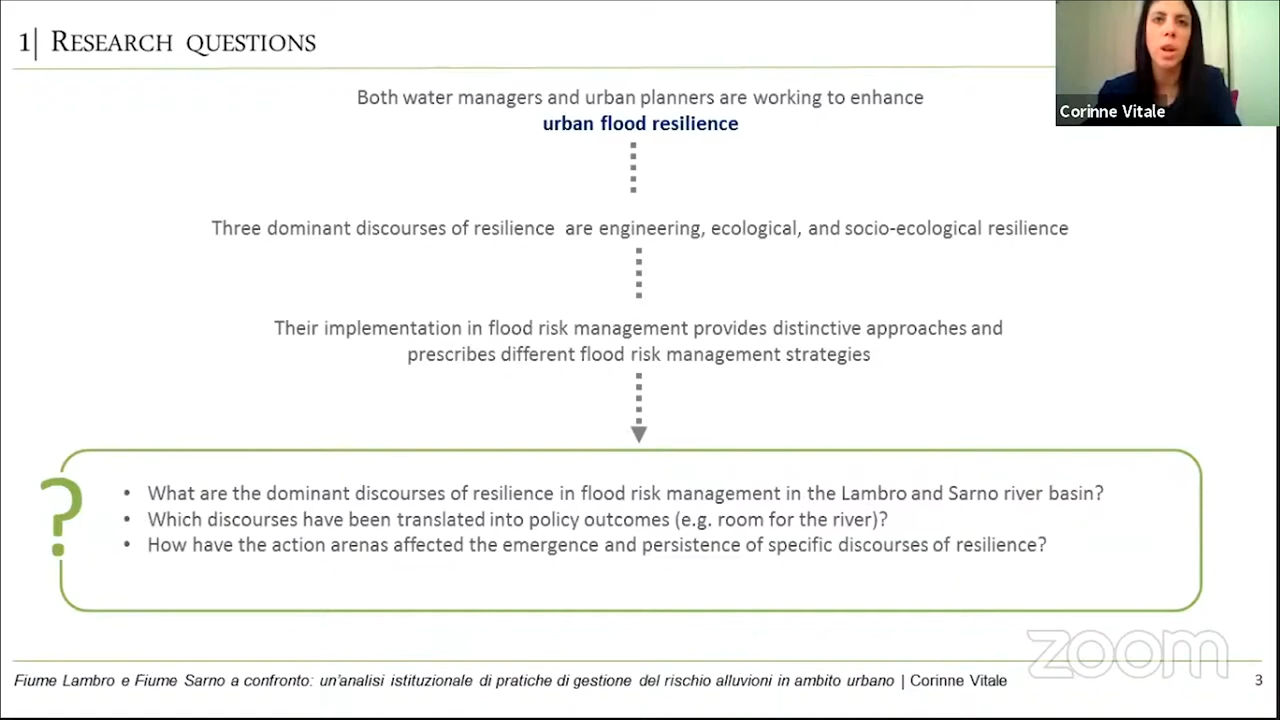 1| RESEARCH QUESTIONS
Both water managers and urban planners are working to enhance
urban flood resilience
Corinne Vitale
Three dominant discourses of resilience are engineering, ecological, and socio-ecological resilience
Their implementation in flood risk management provides distinctive approaches and
prescribes different flood risk management strategies
?
• What are the dominant discourses of resilience in flood risk management in the Lambro and Sarno river basin?
• Which discourses have been translated into policy outcomes (e.g. room for the river)?
• How have the action arenas affected the emergence and persistence of specific discourses of resilience?
zoom
Fiume Lambro e Fiume Sarno a confronto: un'analisi istituzionale di pratiche di gestione del rischio alluvioni in ambito urbano | Corinne Vitale
3